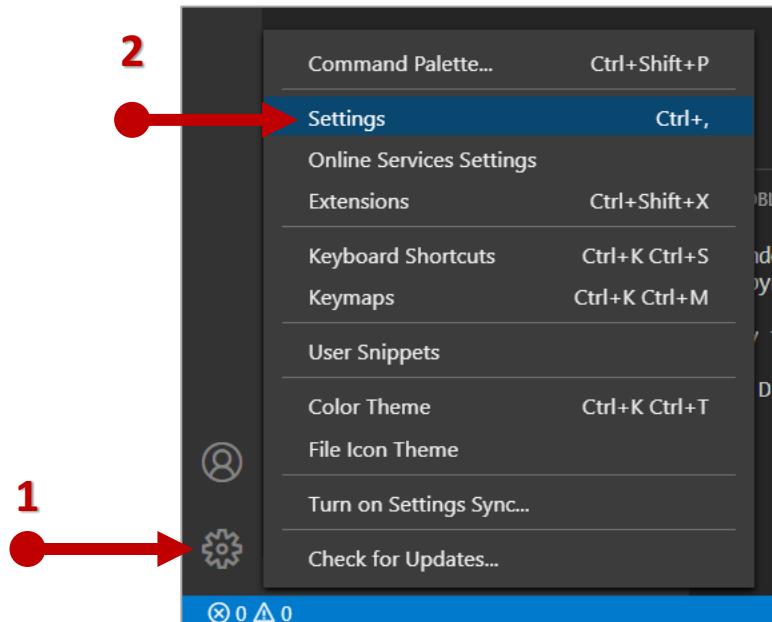 2
Command Palette... Ctrl+Shift+P
Settings Ctrl+,
Online Services Settings
Extensions Ctrl+Shift+X
Keyboard Shortcuts Ctrl+K Ctrl+S
Keymaps Ctrl+K Ctrl+M
User Snippets
Color Theme Ctrl+K Ctrl+T
File Icon Theme
1
Turn on Settings Sync...
Check for Updates...
0 0